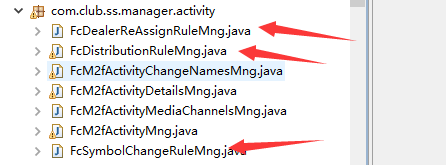 com.club.ss.manager.activity
FcDealerReAssignRuleMng.java
FcDistributionRuleMng.java
FcM2fActivityChangeNamesMng.java
FcM2fActivityDetailsMng.java
FcM2fActivityMediaChannelsMng.java
FcM2fActivityMng.java
FcSymbolChangeRuleMng.java